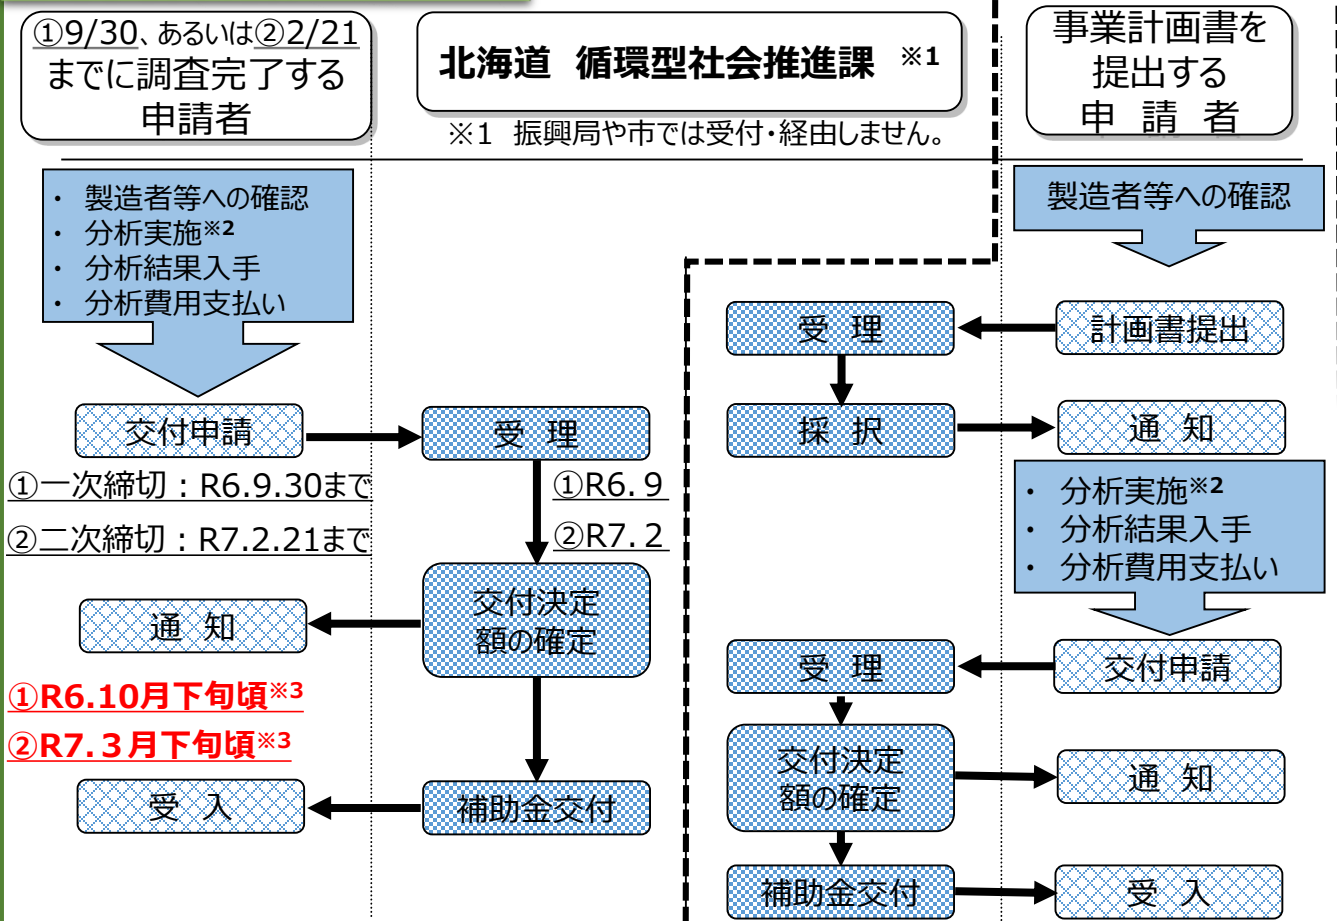 ①9/30、あるいは②2/21
までに調査完了する
申請者
北海道 循環型社会推進課 ※1
※1 振興局や市では受付・経由しません。
事業計画書を
提出する
申 請 者
・ 製造者等への確認
・ 分析実施※2
・ 分析結果入手
・ 分析費用支払い
交付申請
受 理
①一次締切：R6.9.30まで
②二次締切：R7.2.21まで
①R6.9
②R7.2
交付決定
額の確定
通 知
①R6.10月下旬頃※3
②R7.３月下旬頃※3
補助金交付
受 入
製造者等への確認
計画書提出
受 理
採 択
通 知
・ 分析実施※2
・ 分析結果入手
・ 分析費用支払い
交付申請
受 理
交付決定
額の確定
通 知
補助金交付
受 入